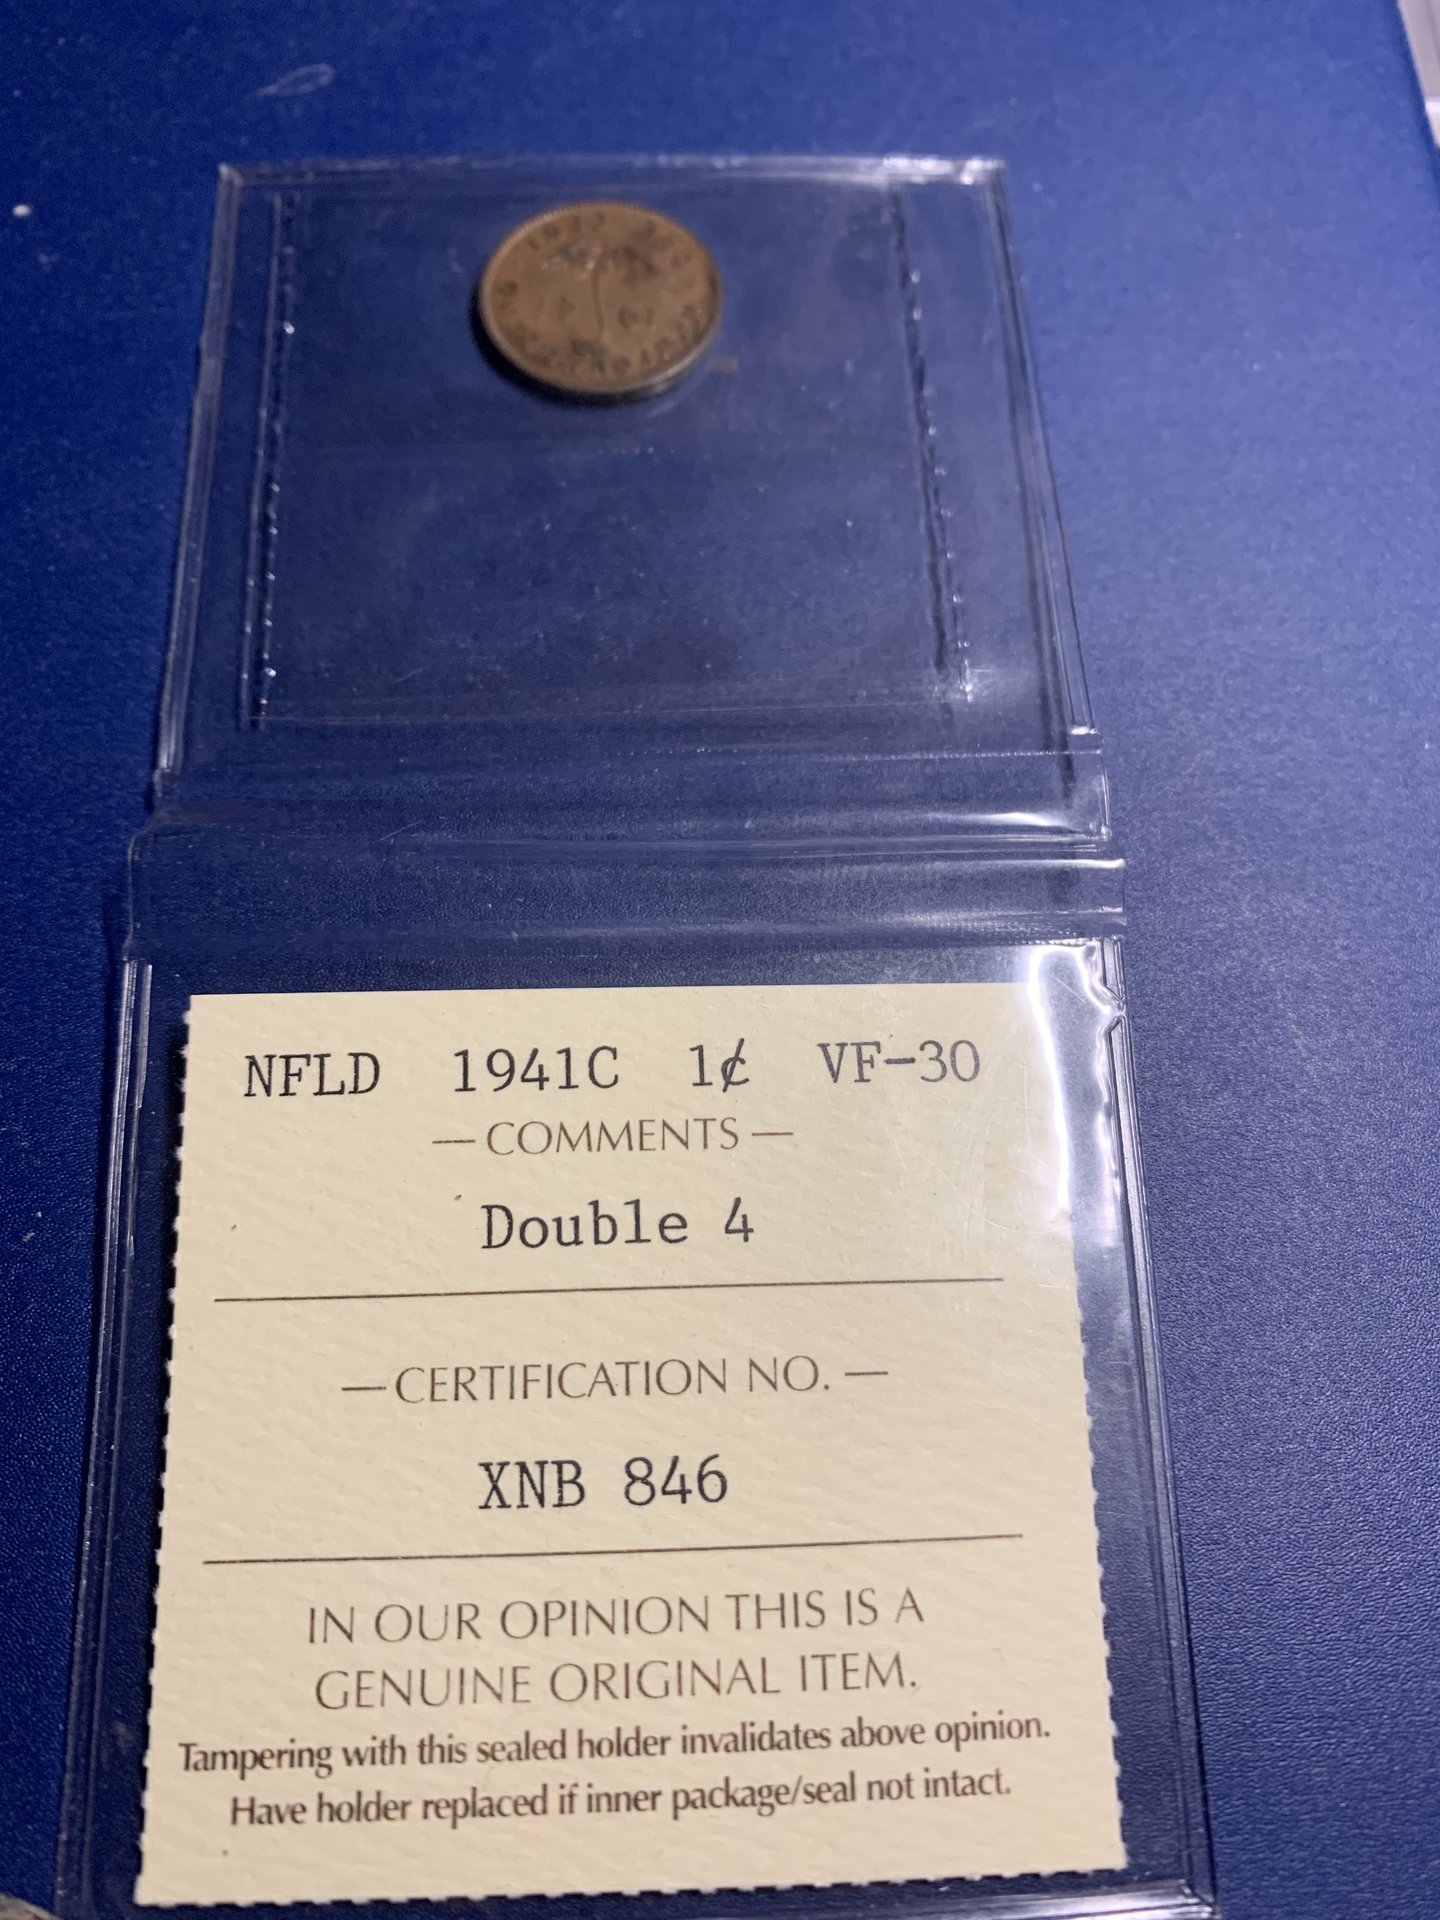 NFLD 1941C 1¢ VF-30
— COMMENTS —
Double 4
— CERTIFICATION NO. —
XNB 846
IN OUR OPINION THIS IS A
GENUINE ORIGINAL ITEM.
Tampering with this sealed holder invalidates above opinion.
Have holder replaced if inner package/seal not intact.